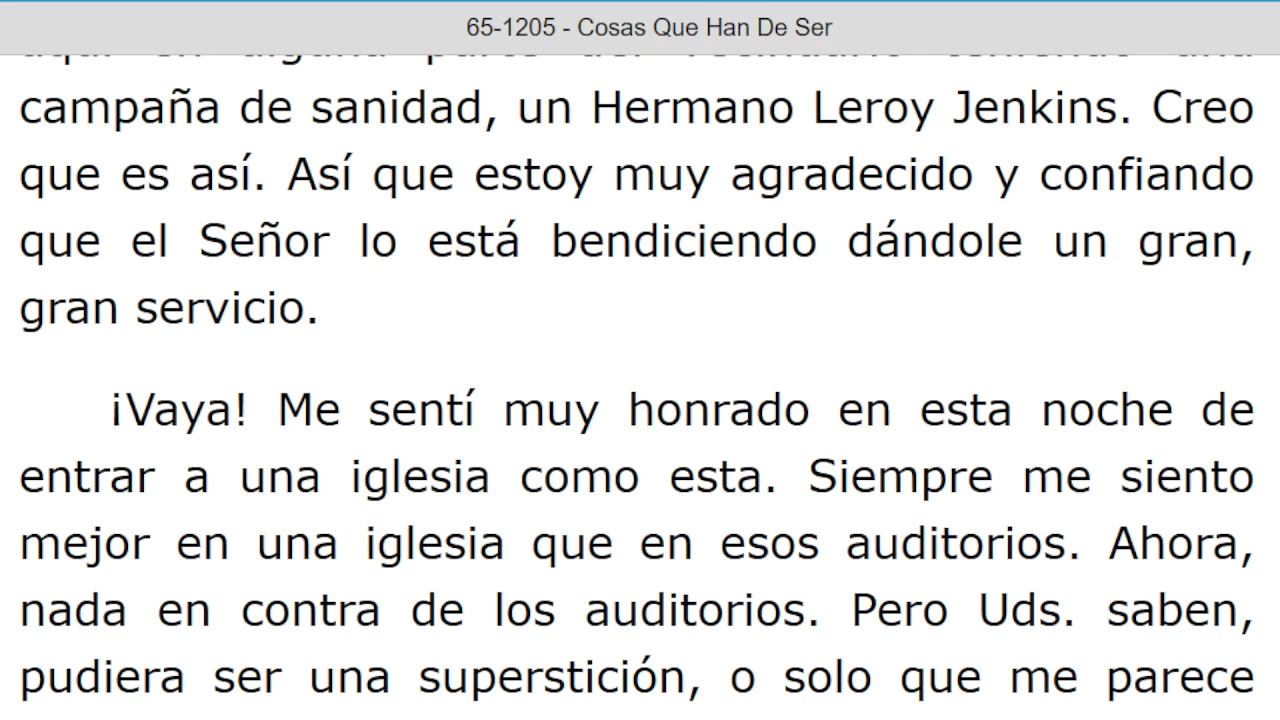 65-1205 - Cosas Que Han De Ser
campaña de sanidad, un Hermano Leroy Jenkins. Creo
que es así. Así que estoy muy agradecido y confiando
que el Señor lo está bendiciendo dándole un gran,
gran servicio.
¡Vaya! Me sentí muy honrado en esta noche de
entrar a una iglesia como esta. Siempre me siento
mejor en una iglesia que en esos auditorios. Ahora,
nada en contra de los auditorios. Pero Uds. saben,
pudiera ser una superstición, o solo que me parece